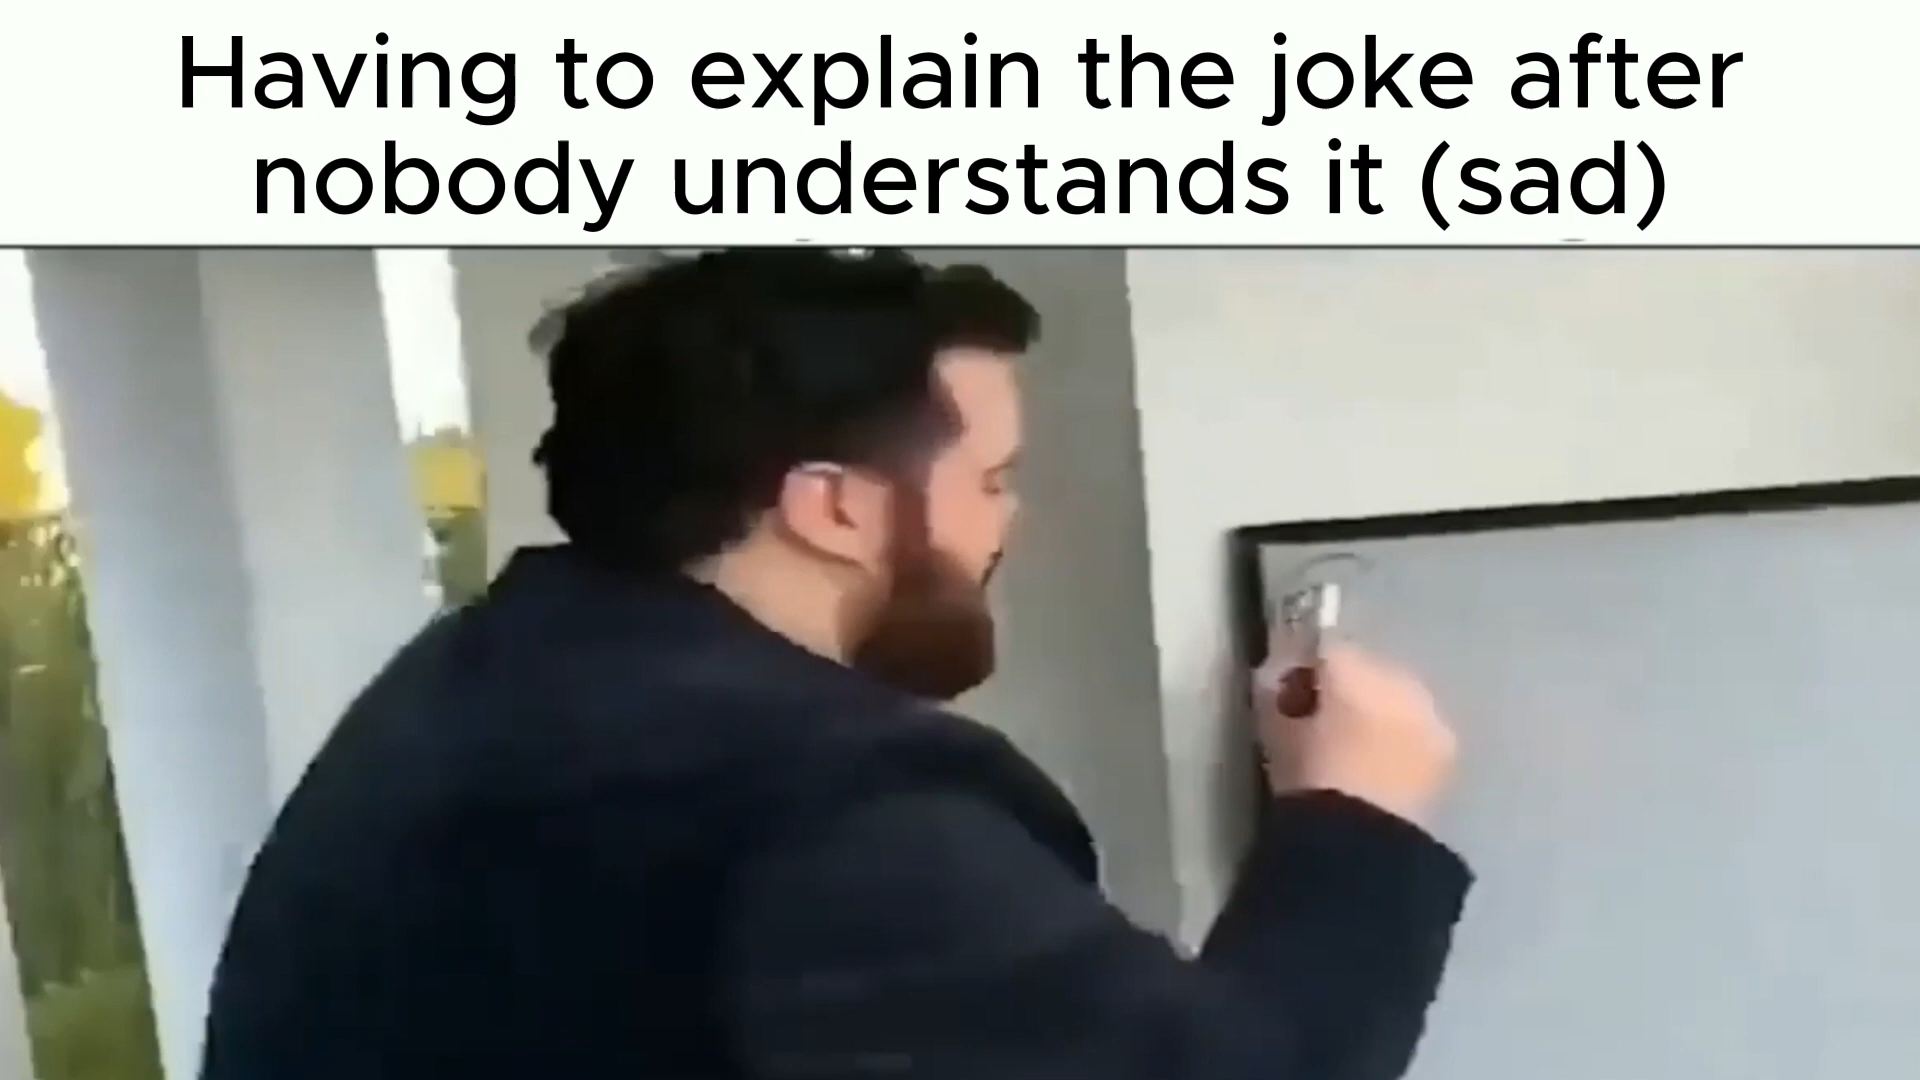 Having to explain the joke after
nobody understands it (sad)